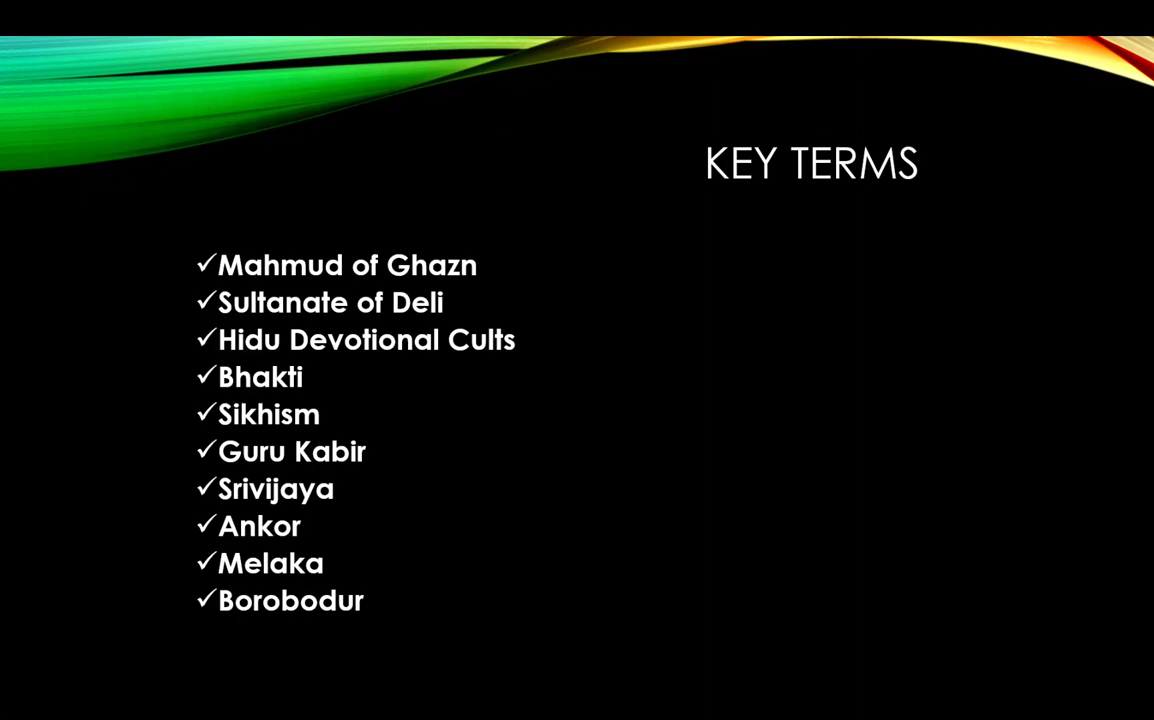 KEY TERMS
✓Mahmud of Ghazn
✓Sultanate of Deli
✓Hidu Devotional Cults
✓Bhakti
✓Sikhism
✓Guru Kabir
✓Srivijaya
✓Ankor
✓Melaka
✓Borobodur